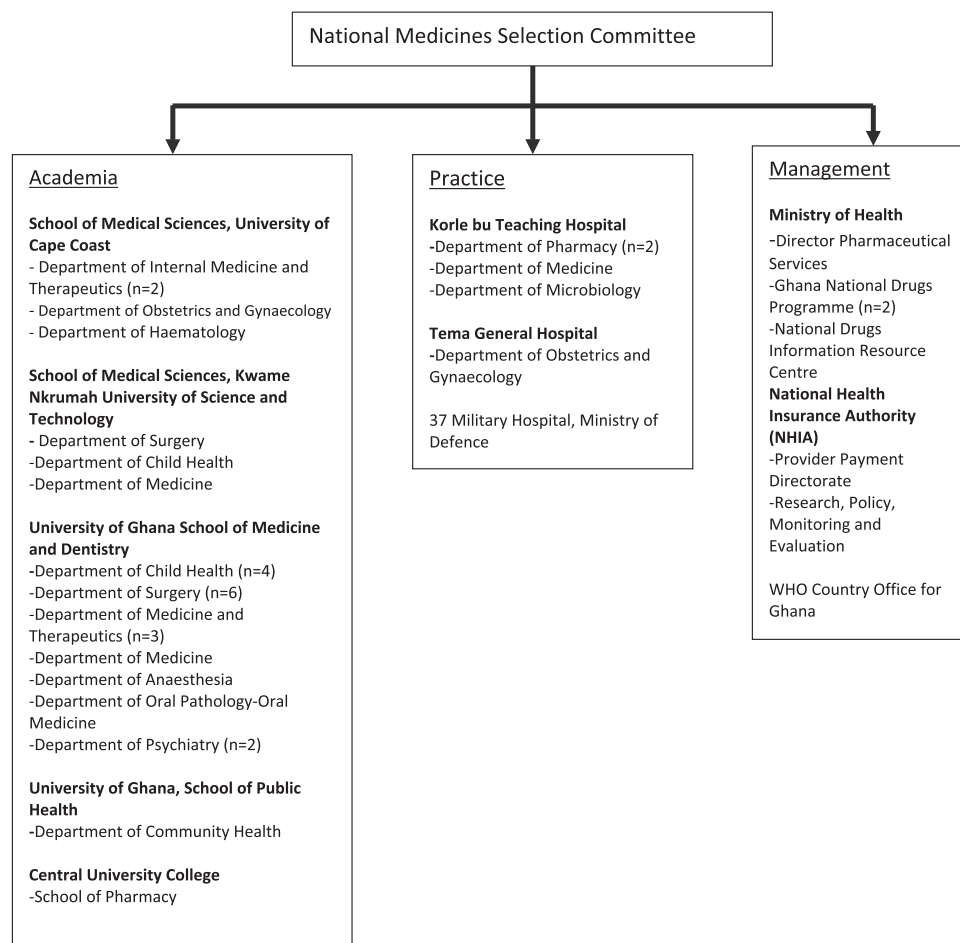 National Medicines Selection Committee
Academia
School of Medical Sciences, University of
Cape Coast
- Department of Internal Medicine and
Therapeutics (n=2)
- Department of Obstetrics and Gynaecology
- Department of Haematology
School of Medical Sciences, Kwame
Nkrumah University of Science and
Technology
- Department of Surgery
-Department of Child Health
-Department of Medicine
University of Ghana School of Medicine
and Dentistry
-Department of Child Health (n=4)
-Department of Surgery (n=6)
-Department of Medicine and
Therapeutics (n=3)
-Department of Medicine
-Department of Anaesthesia
-Department of Oral Pathology-Oral
Medicine
-Department of Psychiatry (n=2)
University of Ghana, School of Public
Health
-Department of Community Health
Central University College
-School of Pharmacy
Practice
Korle bu Teaching Hospital
-Department of Pharmacy (n=2)
-Department of Medicine
-Department of Microbiology
Tema General Hospital
-Department of Obstetrics and
Gynaecology
37 Military Hospital, Ministry of
Defence
Management
Ministry of Health
-Director Pharmaceutical
Services
-Ghana National Drugs
Programme (n=2)
-National Drugs
Information Resource
Centre
National Health
Insurance Authority
(NHIA)
-Provider Payment
Directorate
-Research, Policy,
Monitoring and
Evaluation
WHO Country Office for
Ghana